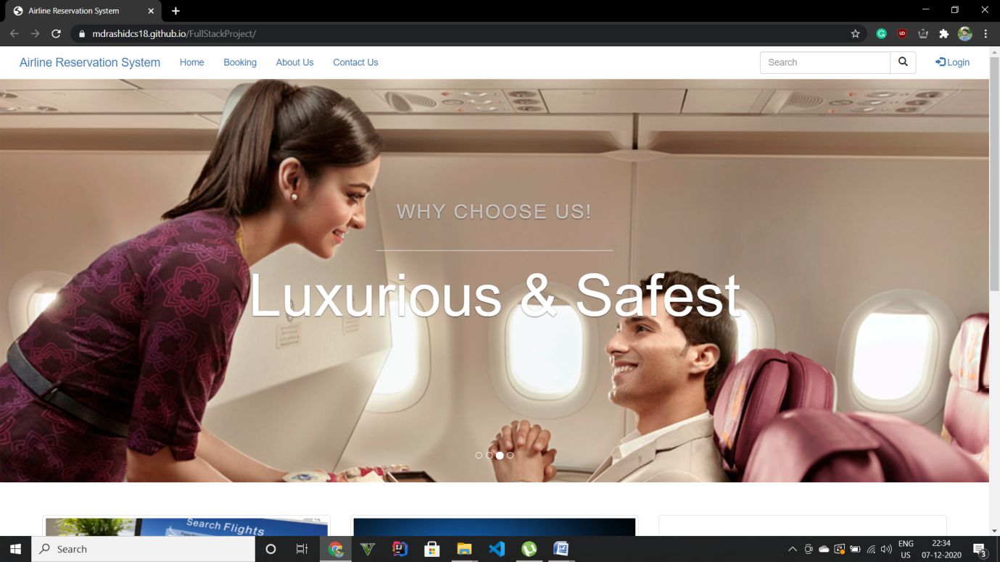 Airline Reservation System
mdrashidcs18.github.io/FullStackProject/
Airline Reservation System Home Booking About Us Contact Us Search Login
WHY CHOOSE US!
Luxurious & Safest
Search Flights
Search
ENG
US
22:34
07-12-2020
3